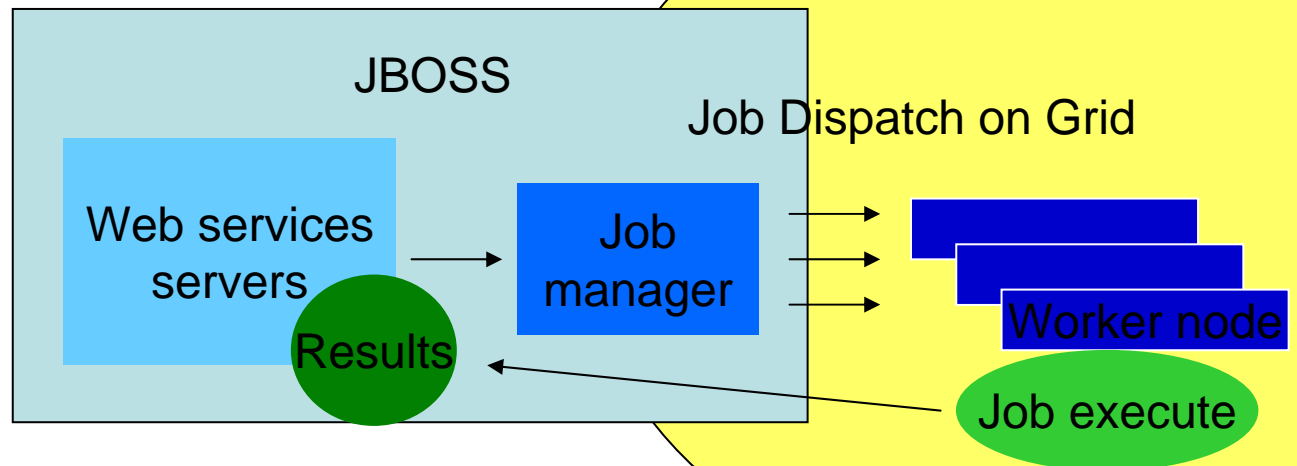 JBOSS
Job Dispatch on Grid
Web services
servers
Job
manager
Results
Worker node
Job execute